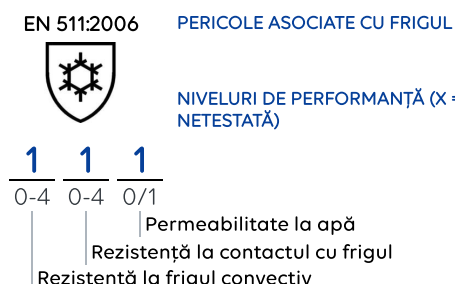 EN 511:2006
PERICOLE ASOCIATE CU FRIGUL
NIVELURI DE PERFORMANȚĂ (X =
NETESTATĂ)
1 1 1
0-4 0-4 0/1
Permeabilitate la apă
Rezistență la contactul cu frigul
Rezistență la frigul convectiv